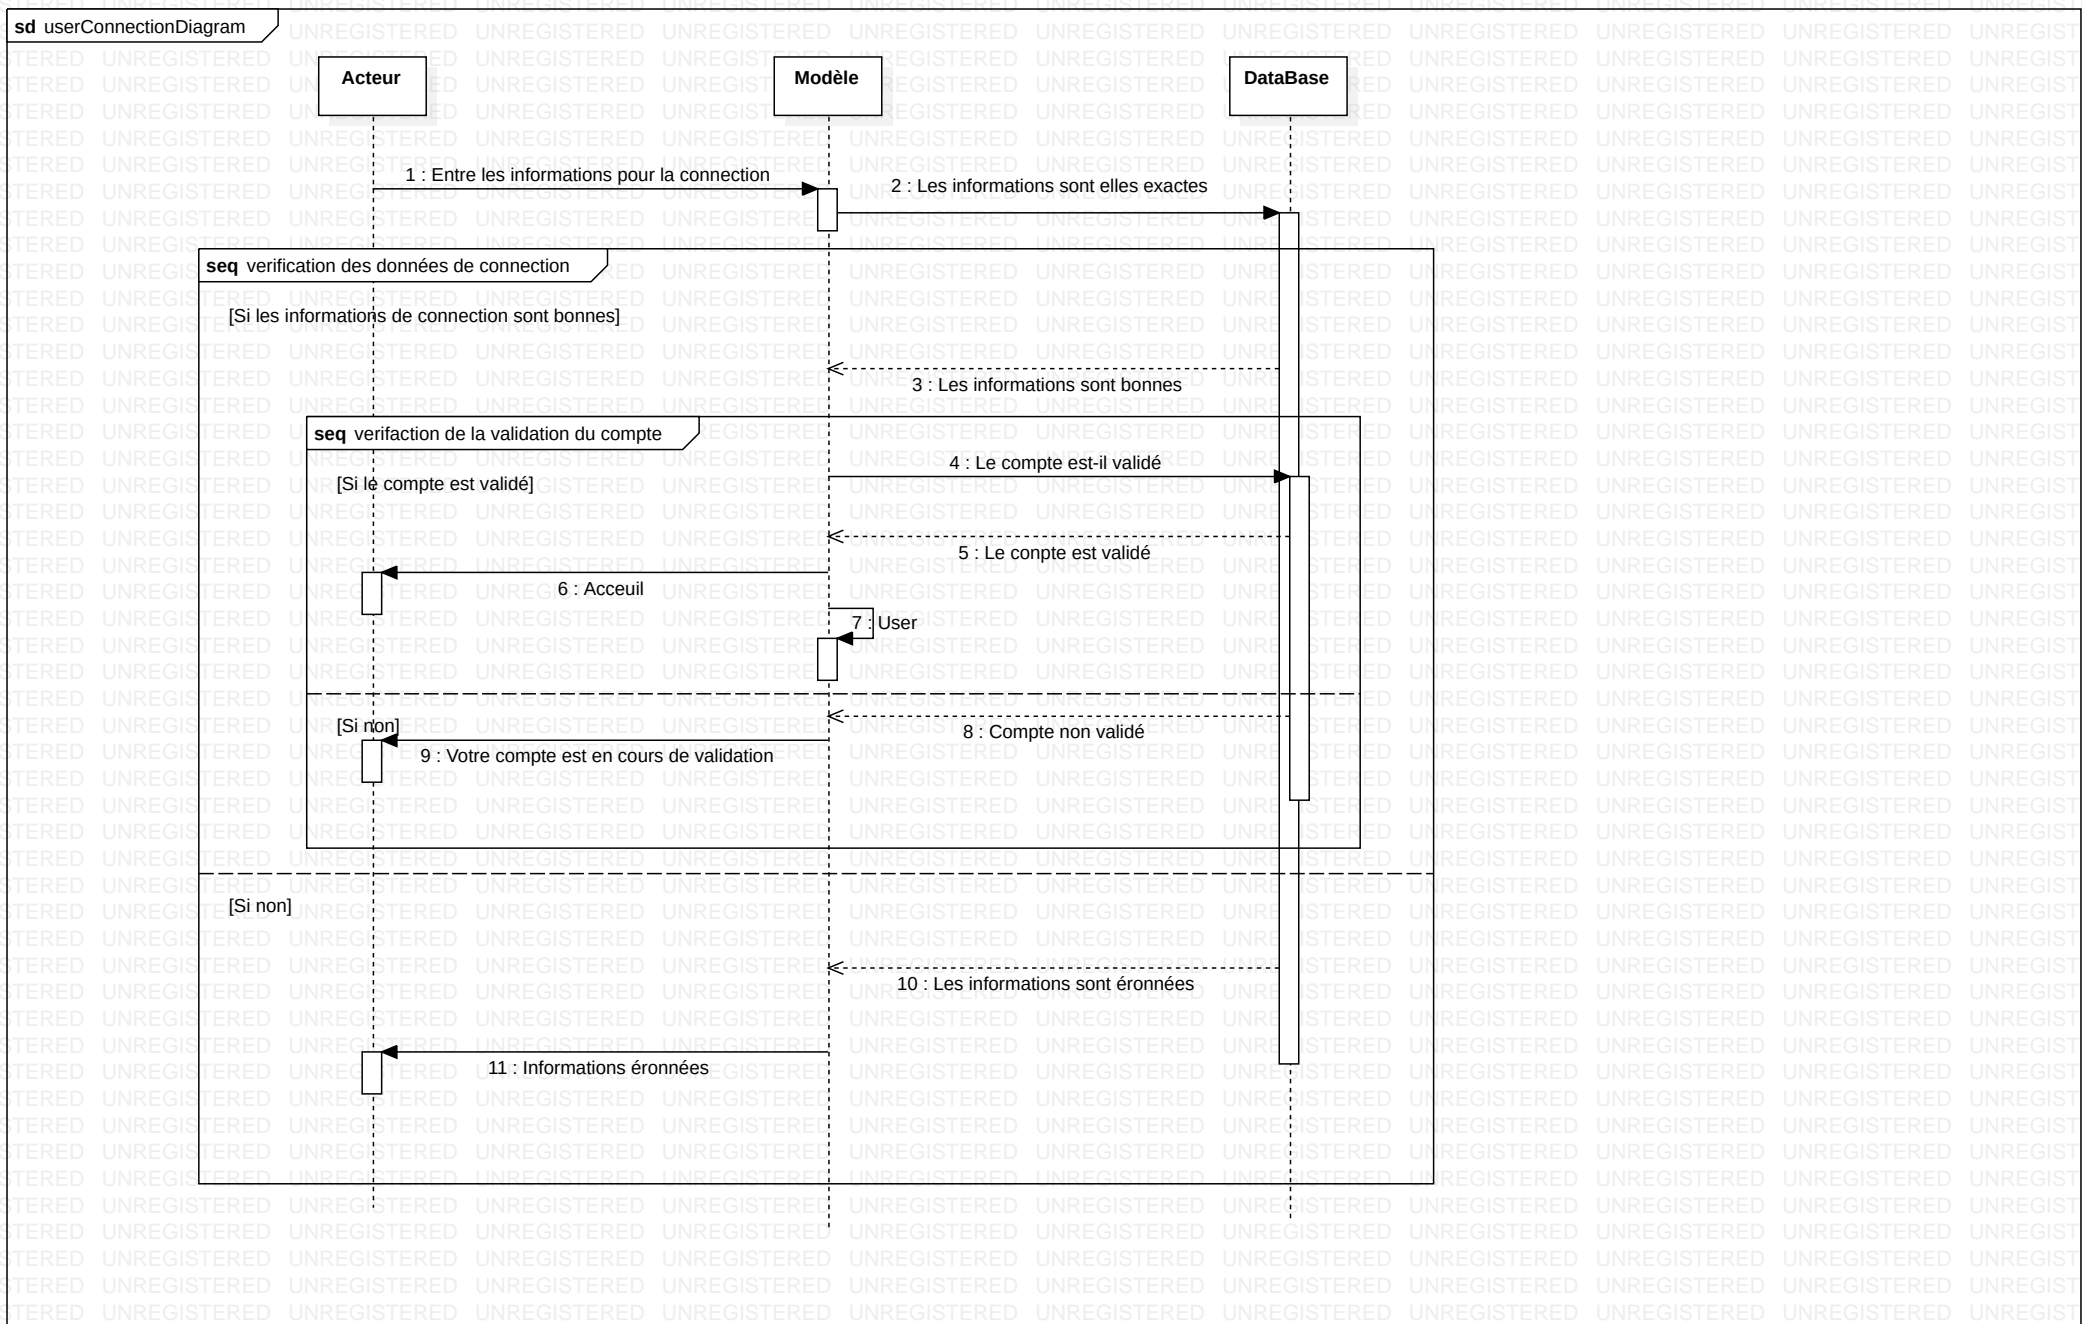 sd userConnectionDiagram
Acteur
Modèle
DataBase
1 : Entre les informations pour la connection
2 : Les informations sont elles exactes
seq verification des données de connection
[Si les informations de connection sont bonnes]
3 : Les informations sont bonnes
seq verifaction de la validation du compte
4 : Le compte est-il validé
[Si le compte est validé]
5 : Le conpte est validé
6 : Acceuil
7 : User
[Si non]
8 : Compte non validé
9 : Votre compte est en cours de validation
[Si non]
10 : Les informations sont éronnées
11 : Informations éronnées
UNREGISTERED